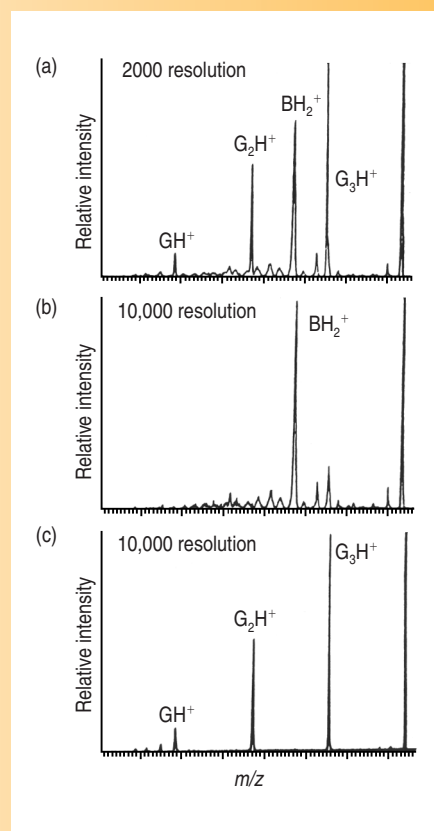 (a)
2000 resolution
BH₂⁺
G₂H⁺
G₃H⁺
GH⁺
Relative intensity
(b)
10,000 resolution
BH₂⁺
Relative intensity
(c)
10,000 resolution
G₃H⁺
G₂H⁺
GH⁺
Relative intensity
m/z